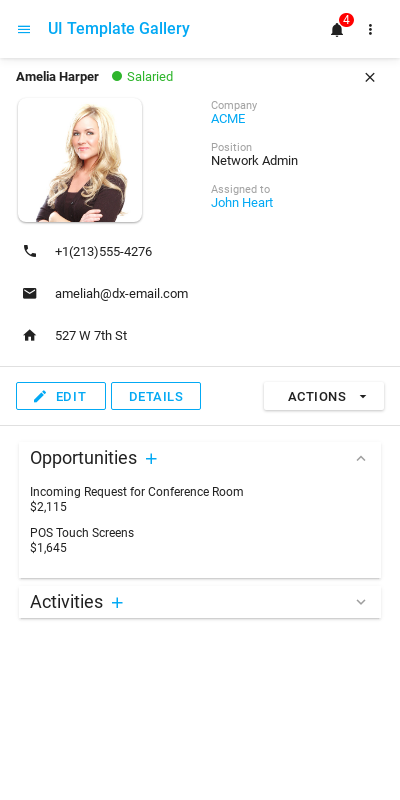 UI Template Gallery
4
Amelia Harper
Salaried
Company
ACME
Position
Network Admin
Assigned to
John Heart
+1(213)555-4276
ameliah@dx-email.com
527 W 7th St
EDIT
DETAILS
ACTIONS
Opportunities
Incoming Request for Conference Room
$2,115
POS Touch Screens
$1,645
Activities